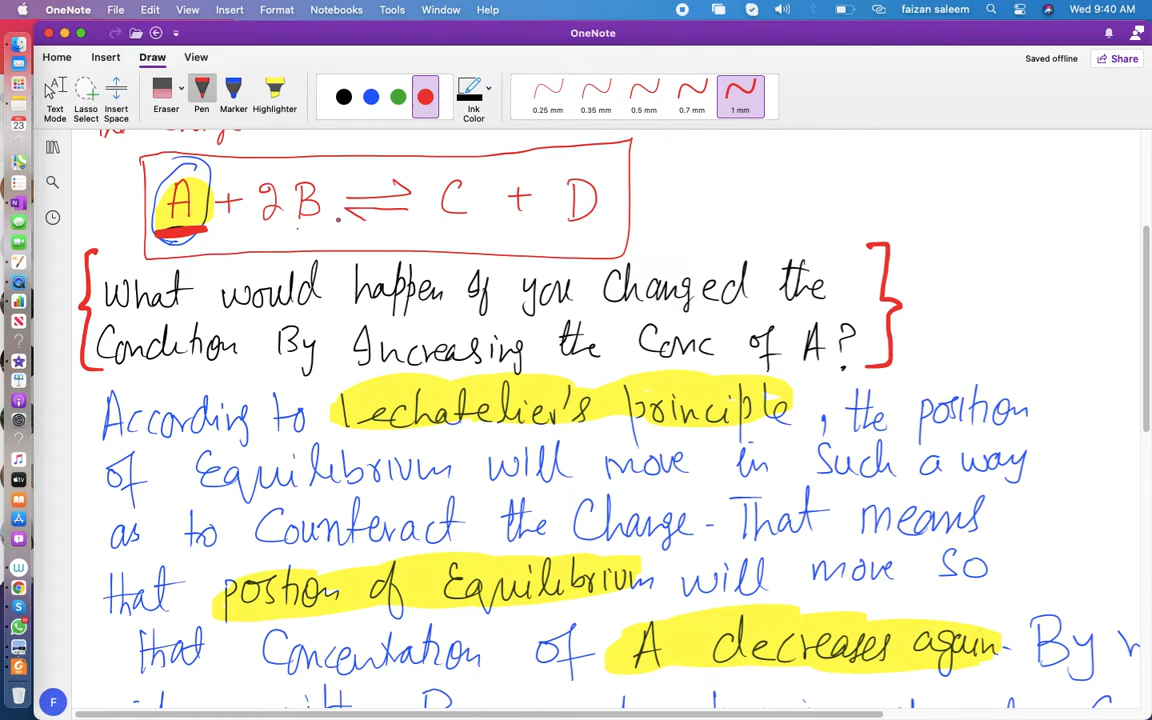 OneNote File Edit View Insert Format Notebooks Tools Window Help faizan saleem Wed 9:40 AM
OneNote
Home Insert Draw View Saved offline Share
Text Mode Lasso Select Insert Space Eraser Pen Marker Highlighter Ink Color 0.25 mm 0.35 mm 0.5 mm 0.7 mm 1 mm
A + 2B ⇌ C + D
What would happen If you Changed the
Condition By Increasing the Conc of A?
According to Lechatelier's principle, the position
of Equilibrium will move in Such a way
as to Counteract the Change - That means
that postion of Equilibrium will move so
that Concentration of A decreases again - By
23
F